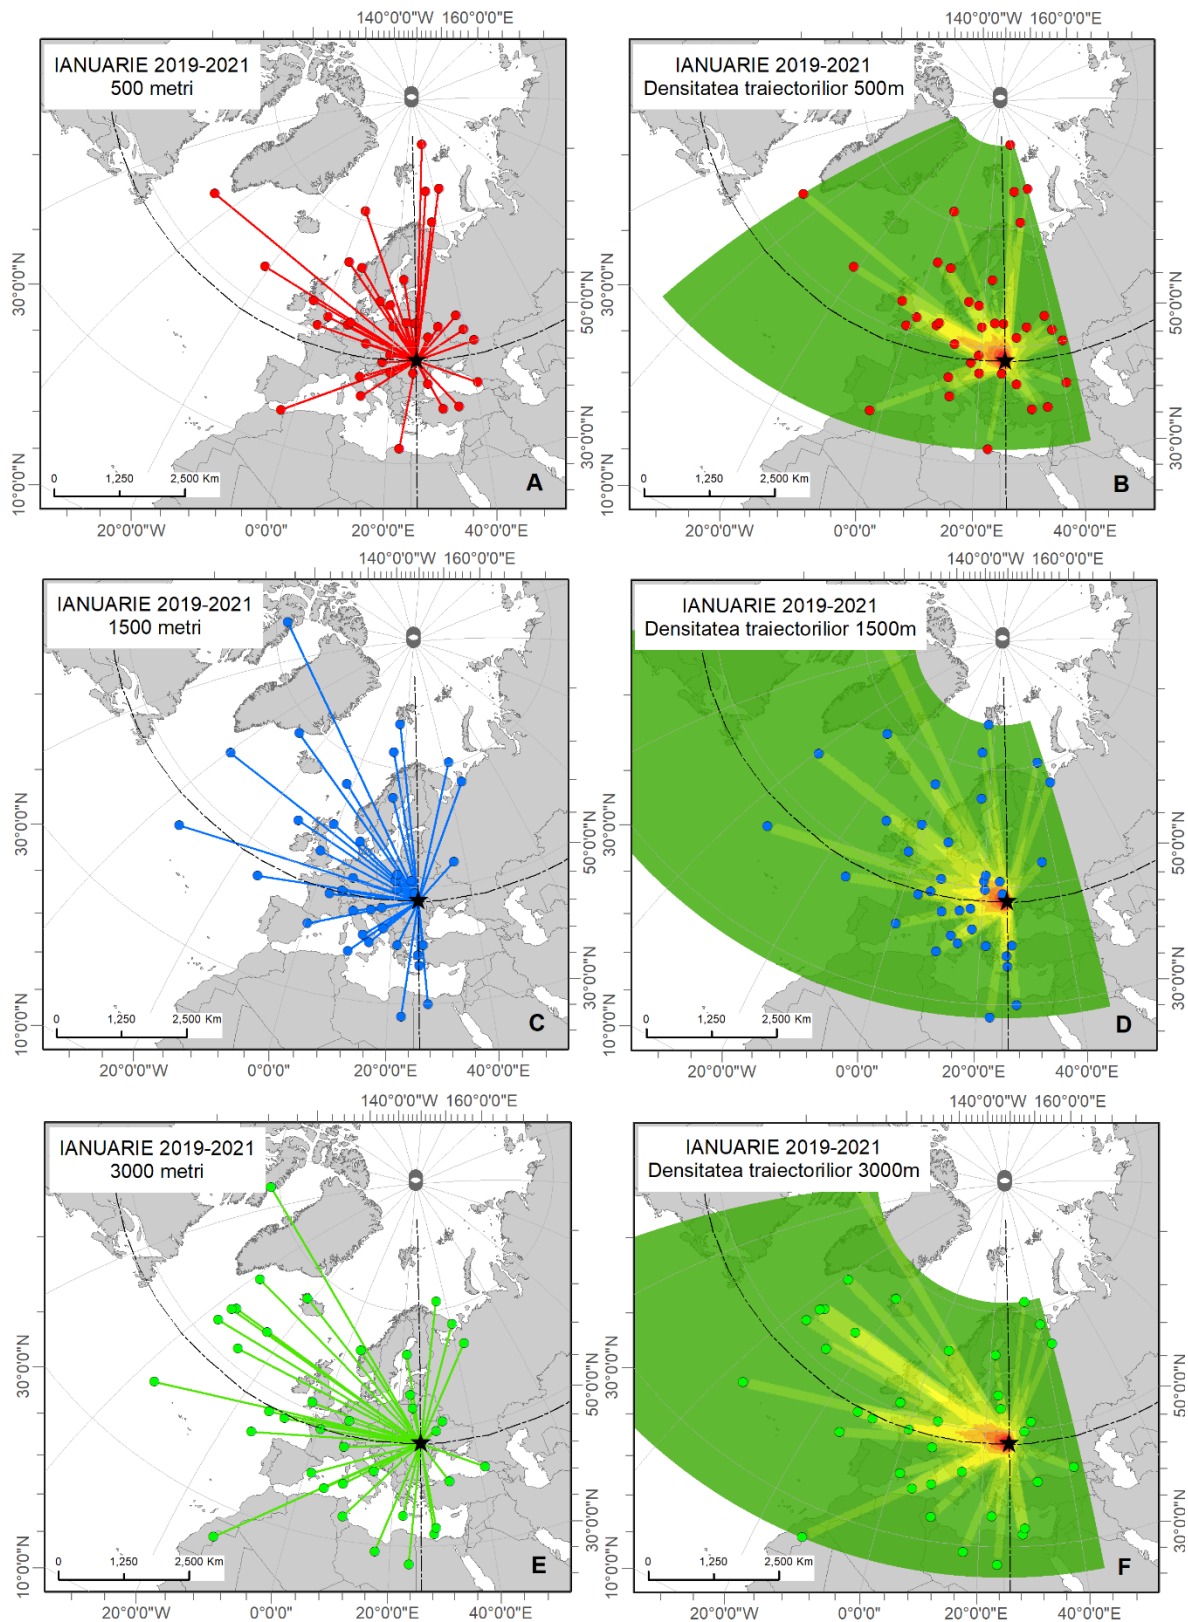 140°0'0"W 160°0'0"E
140°0'0"W 160°0'0"E
IANUARIE 2019-2021
500 metri
IANUARIE 2019-2021
Densitatea traiectoriilor 500m
30°0'0"N
10°0'0"N
50°0'0"N
30°0'0"N
30°0'0"N
10°0'0"N
50°0'0"N
30°0'0"N
0 1,250 2,500 Km
A
0 1,250 2,500 Km
B
20°0'0"W 0°0'0" 20°0'0"E 40°0'0"E
20°0'0"W 0°0'0" 20°0'0"E 40°0'0"E
140°0'0"W 160°0'0"E
140°0'0"W 160°0'0"E
IANUARIE 2019-2021
1500 metri
IANUARIE 2019-2021
Densitatea traiectoriilor 1500m
30°0'0"N
10°0'0"N
50°0'0"N
30°0'0"N
30°0'0"N
10°0'0"N
50°0'0"N
30°0'0"N
0 1,250 2,500 Km
C
0 1,250 2,500 Km
D
20°0'0"W 0°0'0" 20°0'0"E 40°0'0"E
20°0'0"W 0°0'0" 20°0'0"E 40°0'0"E
140°0'0"W 160°0'0"E
140°0'0"W 160°0'0"E
IANUARIE 2019-2021
3000 metri
IANUARIE 2019-2021
Densitatea traiectoriilor 3000m
30°0'0"N
10°0'0"N
50°0'0"N
30°0'0"N
30°0'0"N
10°0'0"N
50°0'0"N
30°0'0"N
0 1,250 2,500 Km
E
0 1,250 2,500 Km
F
20°0'0"W 0°0'0" 20°0'0"E 40°0'0"E
20°0'0"W 0°0'0" 20°0'0"E 40°0'0"E